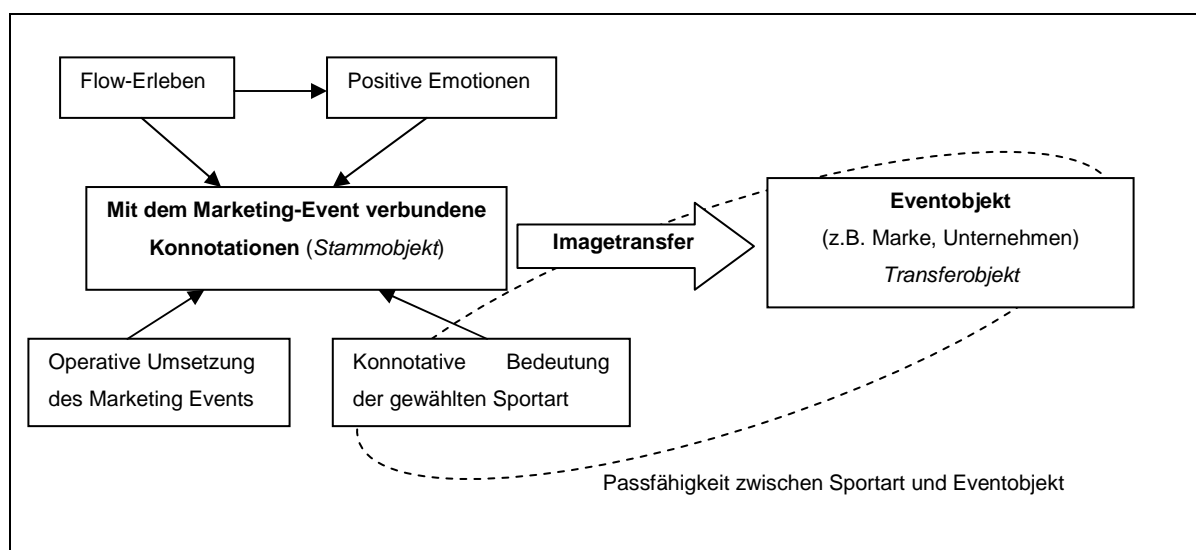 Flow-Erleben
Positive Emotionen
Mit dem Marketing-Event verbundene
Konnotationen (Stammobjekt)
Imagetransfer
Eventobjekt
(z.B. Marke, Unternehmen)
Transferobjekt
Operative Umsetzung
des Marketing Events
Konnotative Bedeutung
der gewählten Sportart
Passfähigkeit zwischen Sportart und Eventobjekt